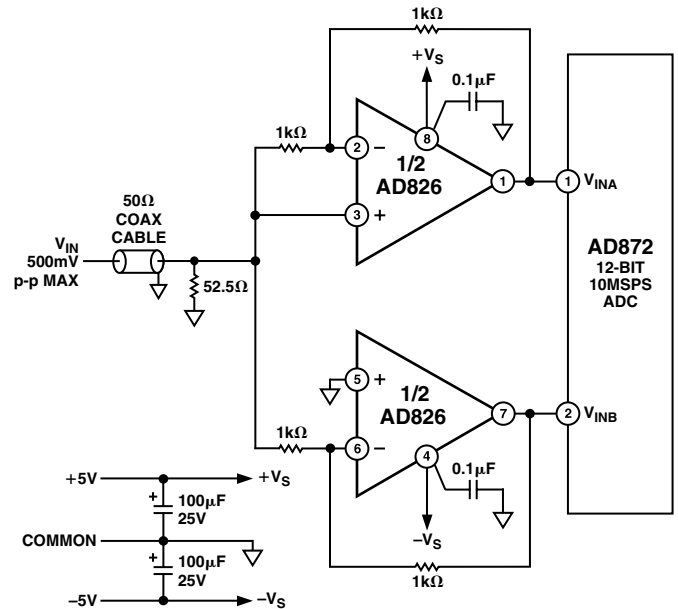 1kΩ
+VS
0.1μF
8
1kΩ
2
−
1/2
AD826
1
1
VINA
3
+
50Ω
COAX
CABLE
VIN
500mV
p-p MAX
52.5Ω
AD872
12-BIT
10MSPS
ADC
5
+
1/2
AD826
7
2
VINB
1kΩ
6
−
4
0.1μF
−VS
1kΩ
+5V
+VS
+
100μF
25V
COMMON
+
100μF
25V
−5V
−VS